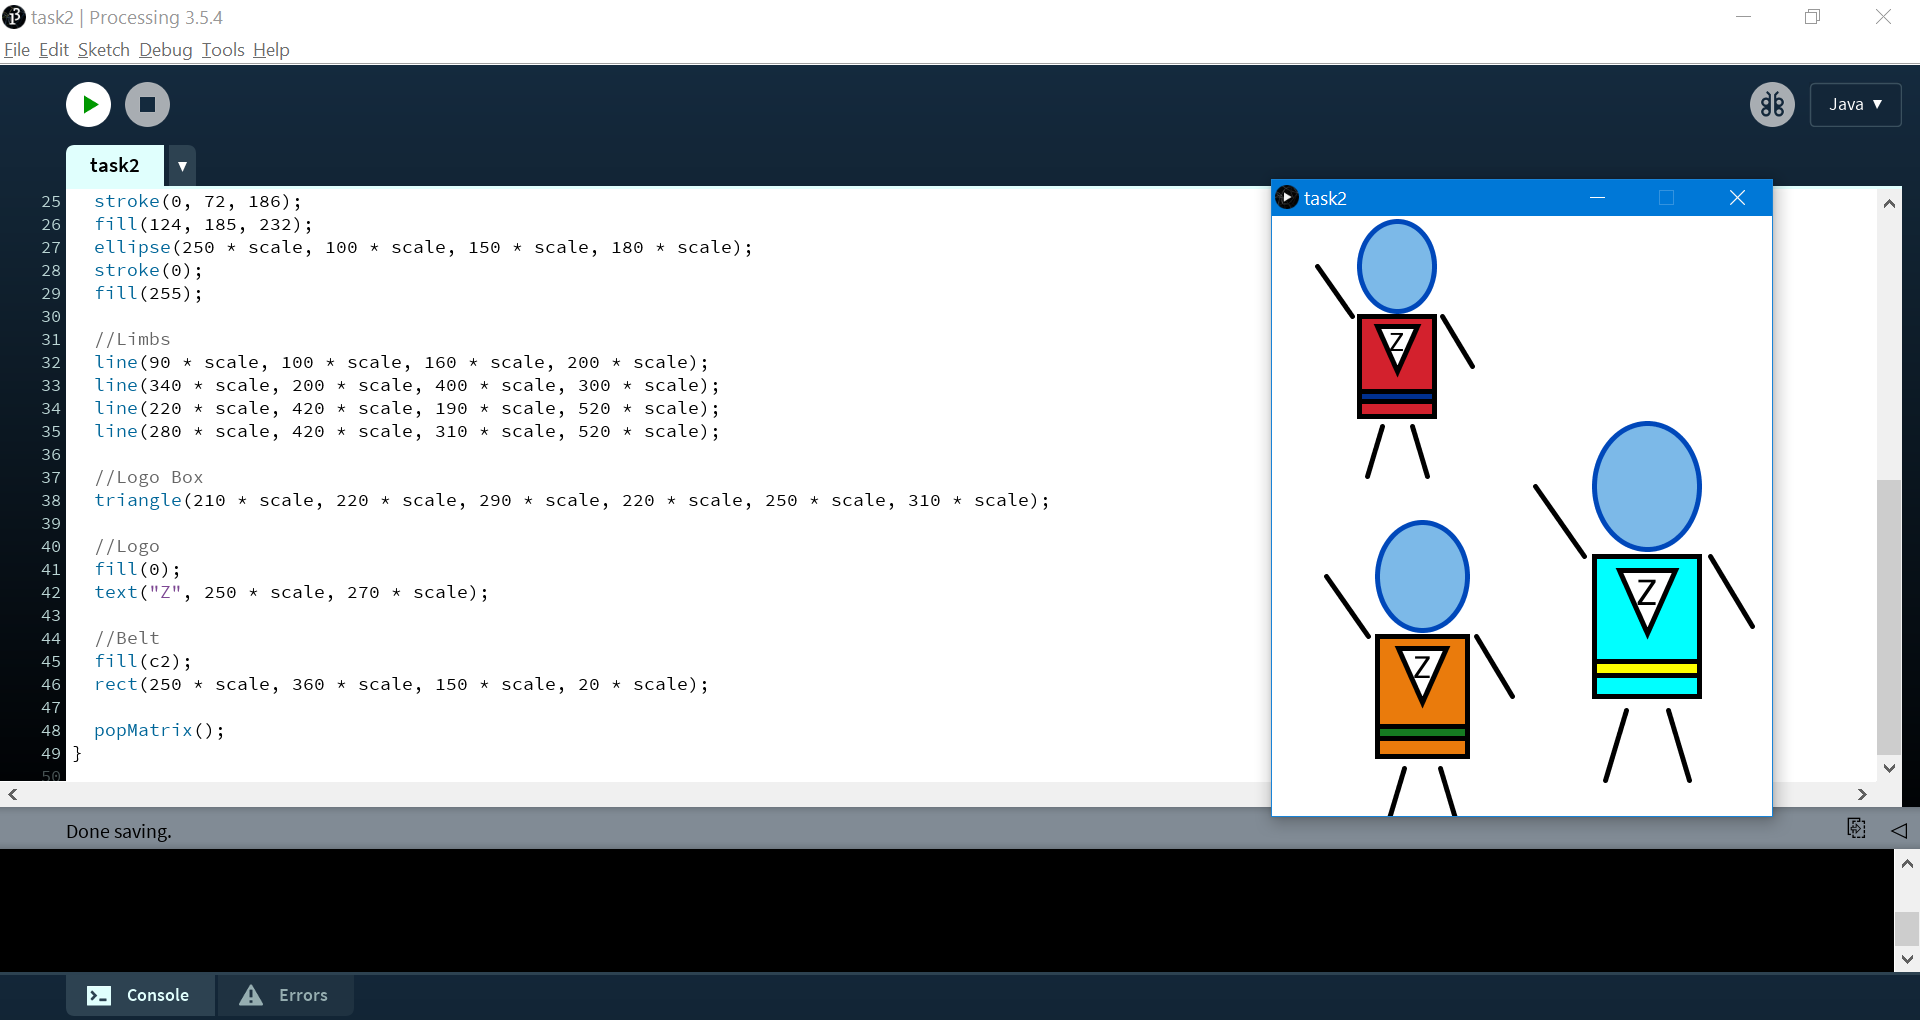 task2 | Processing 3.5.4
File Edit Sketch Debug Tools Help
Java ▼
task2 ▼
25 stroke(0, 72, 186);
26 fill(124, 185, 232);
27 ellipse(250 * scale, 100 * scale, 150 * scale, 180 * scale);
28 stroke(0);
29 fill(255);
30
31 //Limbs
32 line(90 * scale, 100 * scale, 160 * scale, 200 * scale);
33 line(340 * scale, 200 * scale, 400 * scale, 300 * scale);
34 line(220 * scale, 420 * scale, 190 * scale, 520 * scale);
35 line(280 * scale, 420 * scale, 310 * scale, 520 * scale);
36
37 //Logo Box
38 triangle(210 * scale, 220 * scale, 290 * scale, 220 * scale, 250 * scale, 310 * scale);
39
40 //Logo
41 fill(0);
42 text("Z", 250 * scale, 270 * scale);
43
44 //Belt
45 fill(c2);
46 rect(250 * scale, 360 * scale, 150 * scale, 20 * scale);
47
48 popMatrix();
49 }
50
task2
Z
Z
Z
Done saving.
Console
Errors